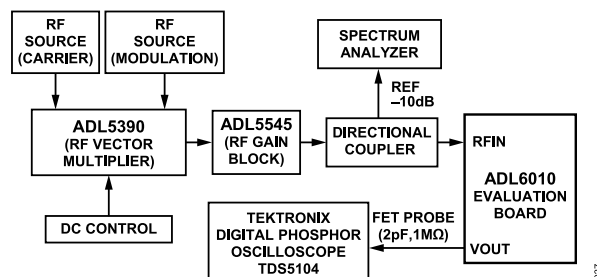 RF
SOURCE
(CARRIER)
RF
SOURCE
(MODULATION)
SPECTRUM
ANALYZER
REF
–10dB
ADL5390
(RF VECTOR
MULTIPLIER)
ADL5545
(RF GAIN
BLOCK)
DIRECTIONAL
COUPLER
RFIN
ADL6010
EVALUATION
BOARD
VOUT
DC CONTROL
TEKTRONIX
DIGITAL PHOSPHOR
OSCILLOSCOPE
TDS5104
FET PROBE
(2pF,1MΩ)